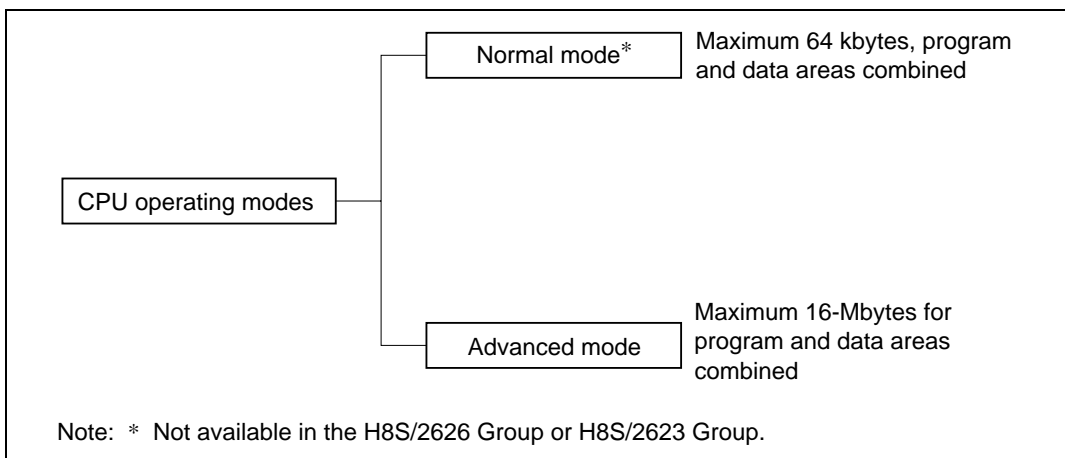 Normal mode*
Maximum 64 kbytes, program
and data areas combined
CPU operating modes
Advanced mode
Maximum 16-Mbytes for
program and data areas
combined
Note: * Not available in the H8S/2626 Group or H8S/2623 Group.